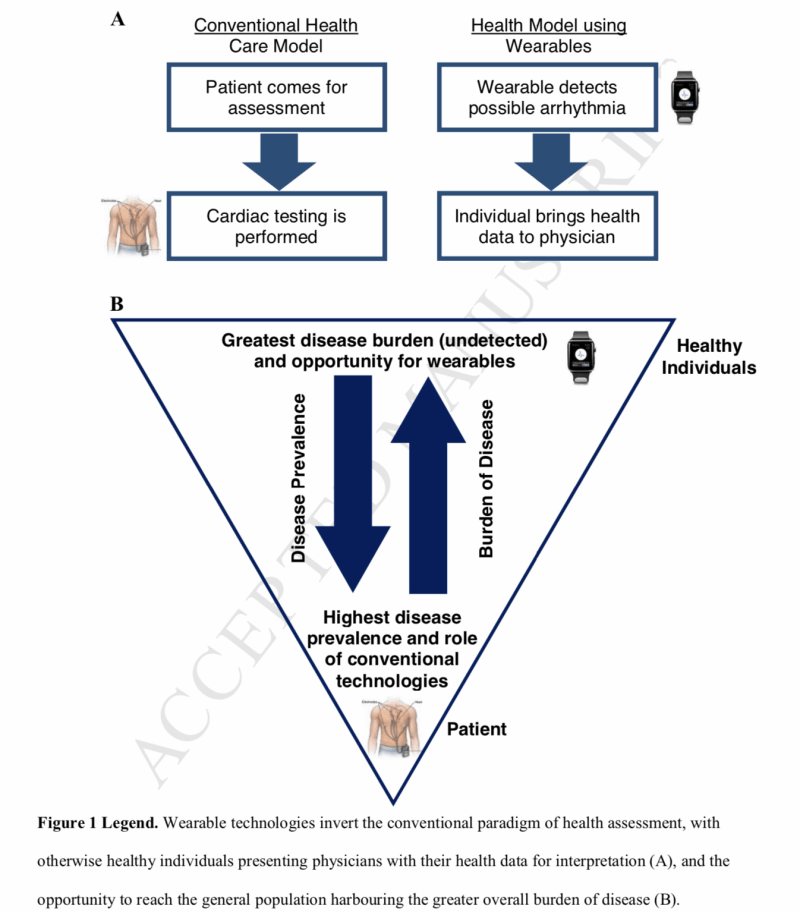 A
Conventional Health
Care Model
Health Model using
Wearables
Patient comes for
assessment
Wearable detects
possible arrhythmia
Cardiac testing is
performed
Individual brings health
data to physician
B
Greatest disease burden (undetected)
and opportunity for wearables
Healthy
Individuals
Disease Prevalence
Burden of Disease
Highest disease
prevalence and role
of conventional
technologies
Patient
ACCEPTED MANUSCRIPT
Figure 1 Legend. Wearable technologies invert the conventional paradigm of health assessment, with
otherwise healthy individuals presenting physicians with their health data for interpretation (A), and the
opportunity to reach the general population harbouring the greater overall burden of disease (B).